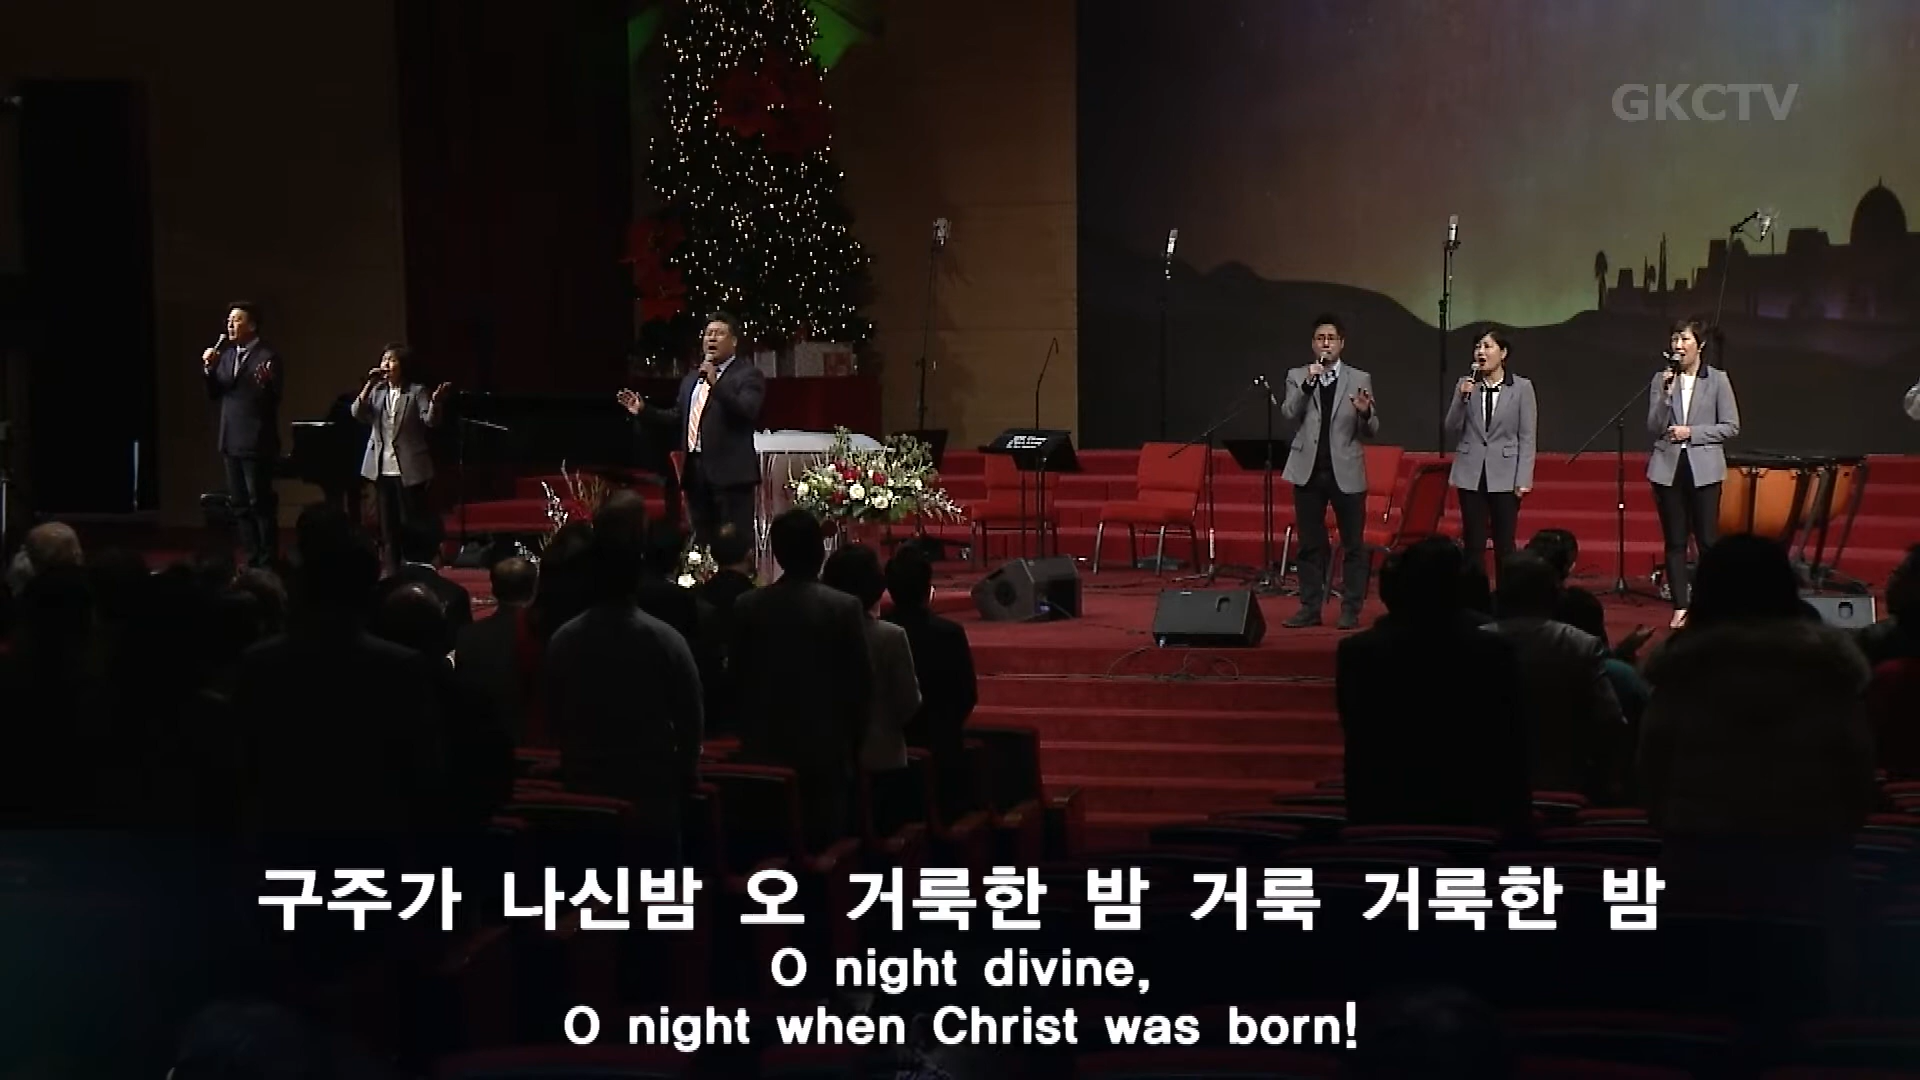 GKCTV
구주가 나신밤 오 거룩한 밤 거룩 거룩한 밤
O night divine,
O night when Christ was born!